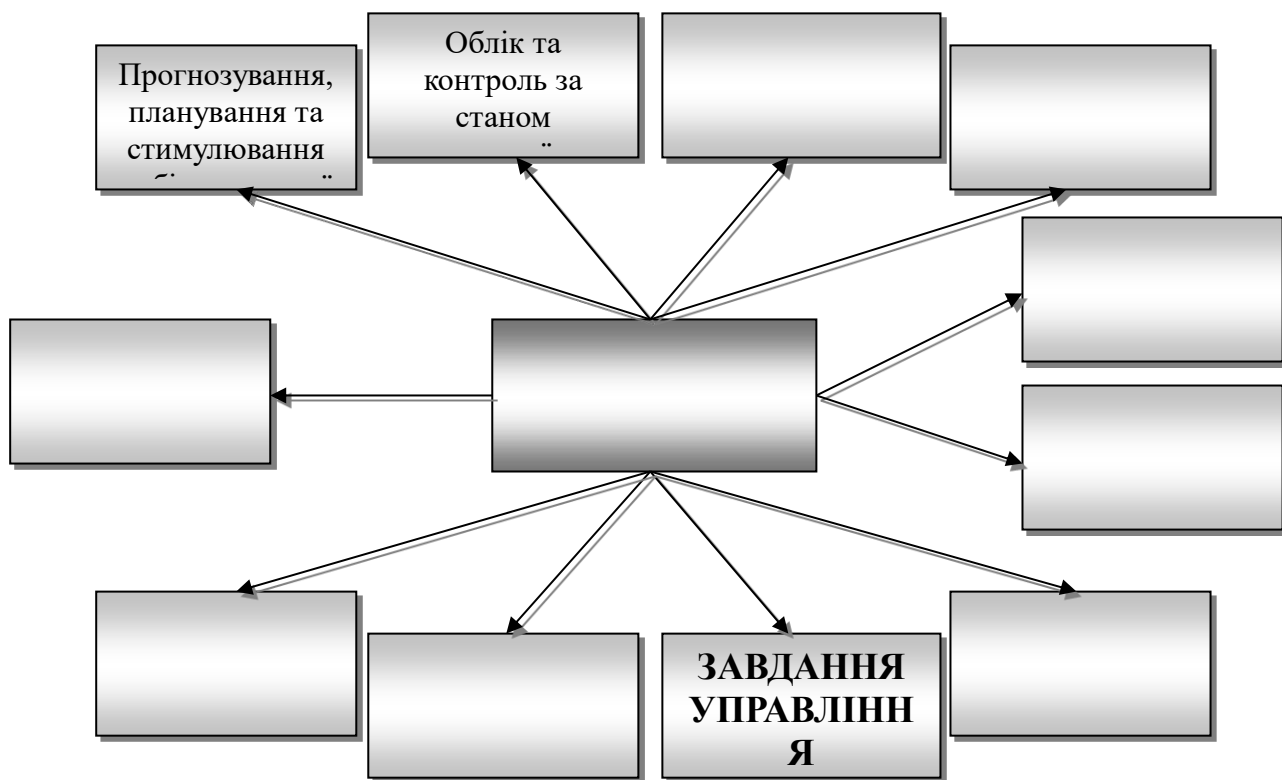 Прогнозування,
планування та
стимулювання
Облік та
контроль за
станом
ЗАВДАННЯ
УПРАВЛІНН
Я